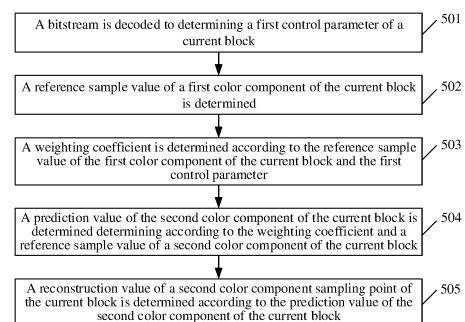 A bitstream is decoded to determining a first control parameter of a
current block
501
A reference sample value of a first color component of the current block
is determined
502
A weighting coefficient is determined according to the reference sample
value of the first color component of the current block and the first
control parameter
503
A prediction value of the second color component of the current block is
determined determining according to the weighting coefficient and a
reference sample value of a second color component of the current block
504
A reconstruction value of a second color component sampling point of
the current block is determined according to the prediction value of the
second color component of the current block
505